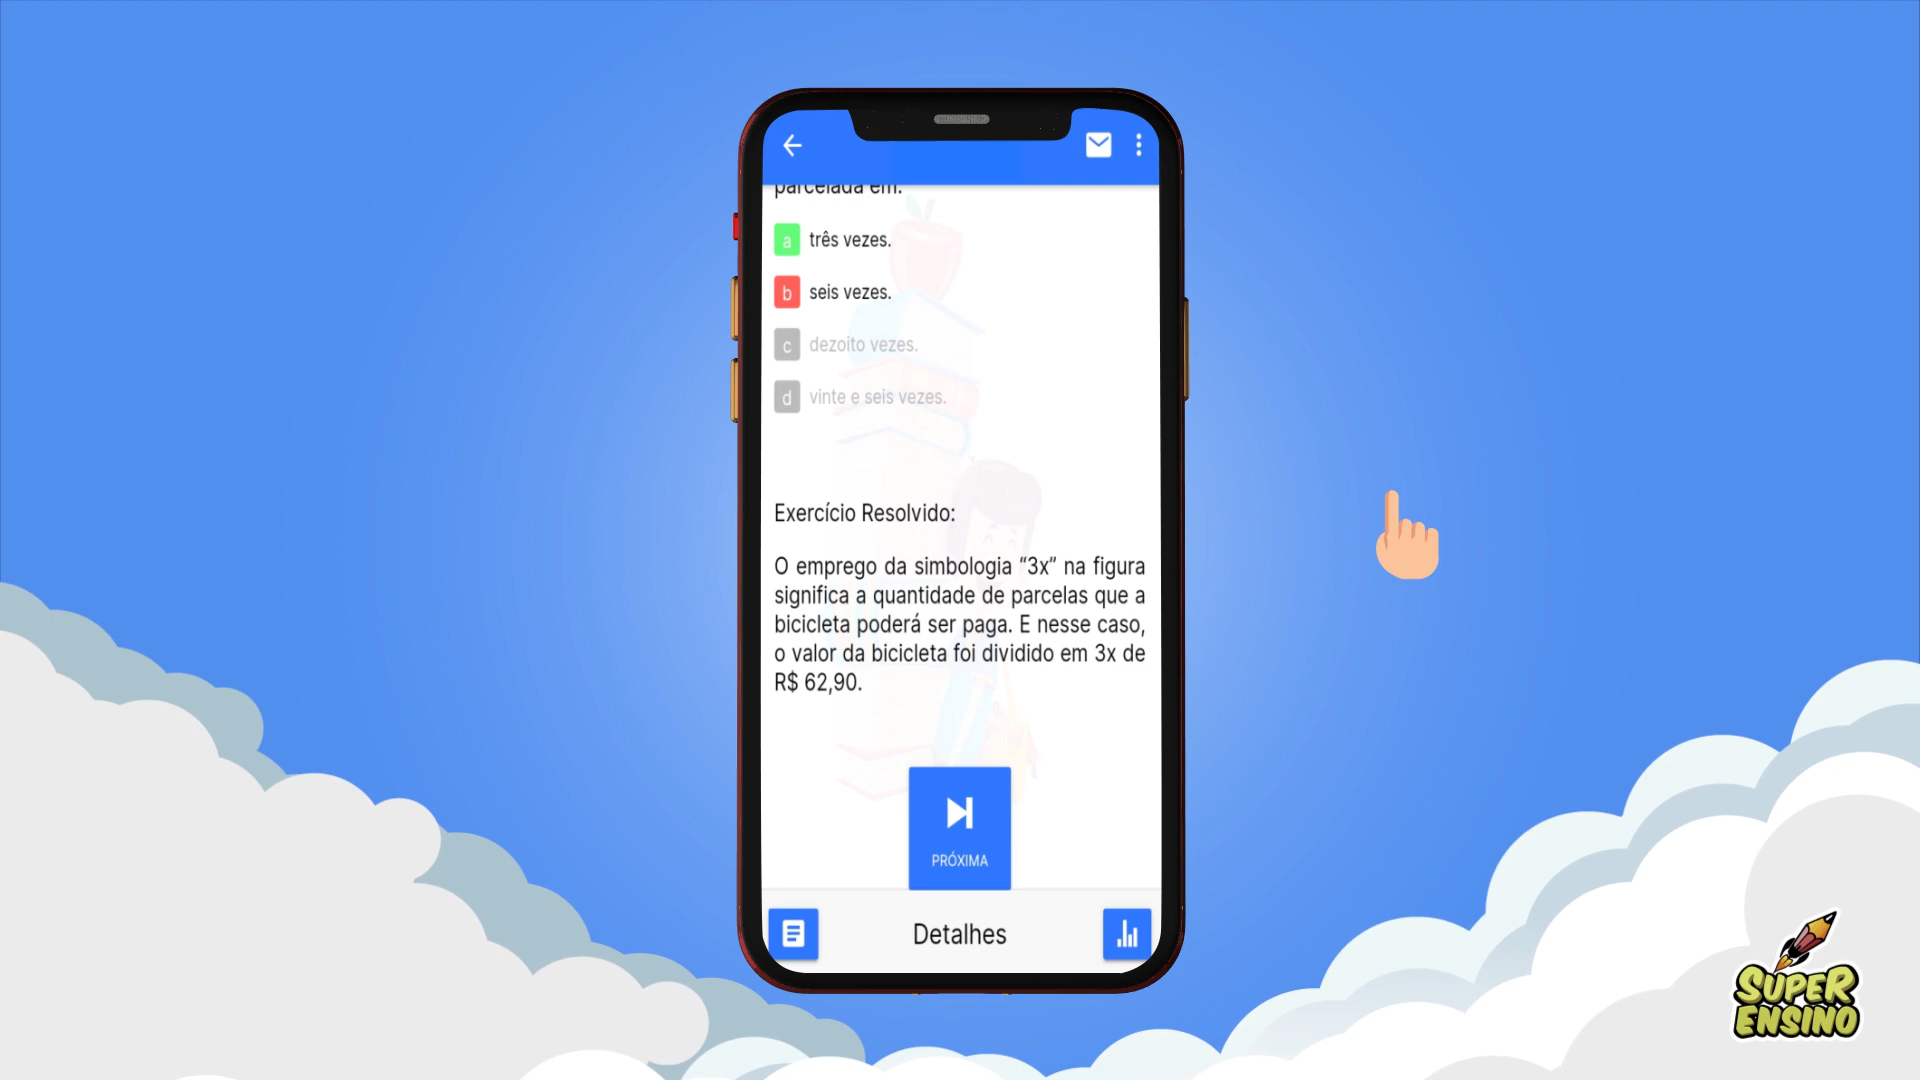 parcelada em:
a três vezes.
b seis vezes.
c dezoito vezes.
d vinte e seis vezes.
Exercício Resolvido:
O emprego da simbologia “3x” na figura
significa a quantidade de parcelas que a
bicicleta poderá ser paga. E nesse caso,
o valor da bicicleta foi dividido em 3x de
R$ 62,90.
PRÓXIMA
Detalhes
SUPER
ENSINO